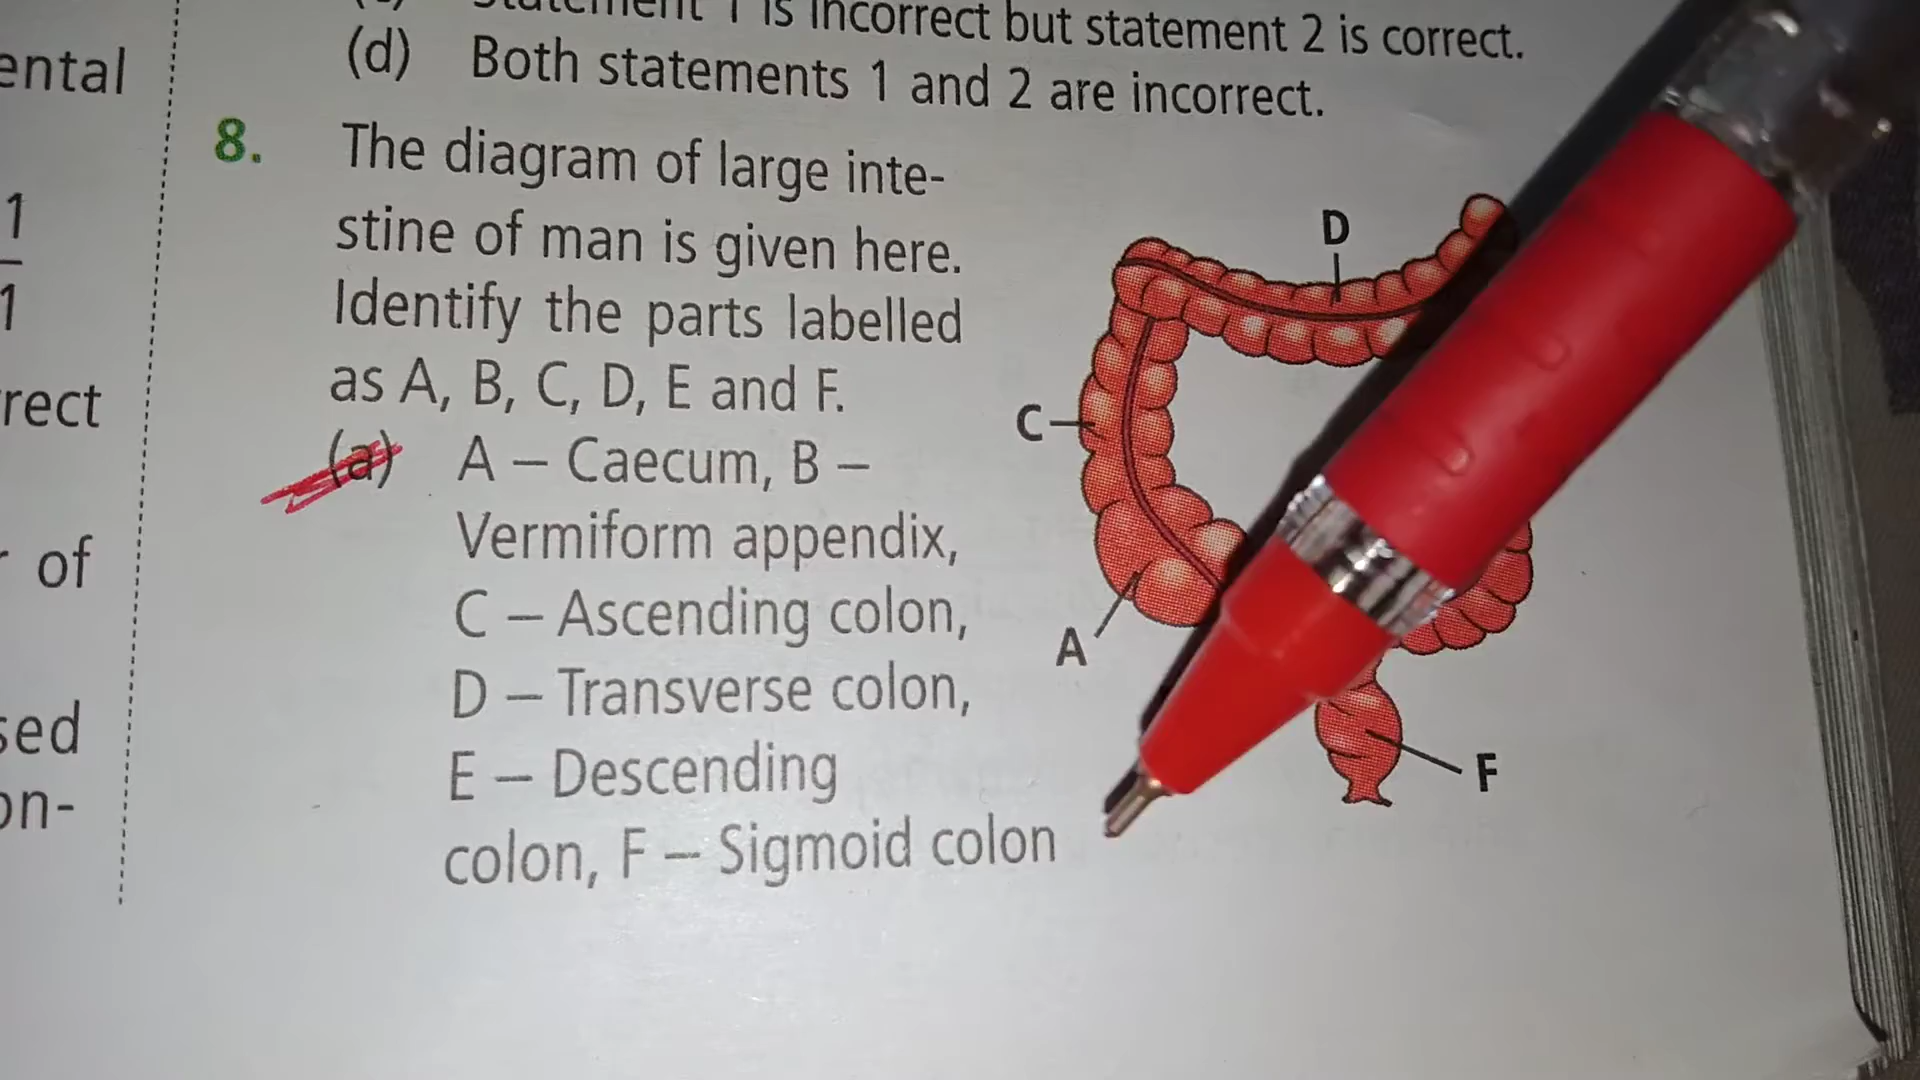 ental
1
1
rect
of
sed
on-
Statement 1 is incorrect but statement 2 is correct.
(d) Both statements 1 and 2 are incorrect.
8. The diagram of large inte-
stine of man is given here.
Identify the parts labelled
as A, B, C, D, E and F.
(a) A – Caecum, B –
Vermiform appendix,
C – Ascending colon,
D – Transverse colon,
E – Descending
colon, F – Sigmoid colon
D
C
A
F